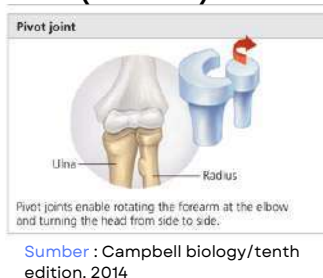 Pivot joint
Ulna
Radius
Pivot joints enable rotating the forearm at the elbow
and turning the head from side to side.
Sumber : Campbell biology/tenth
edition. 2014